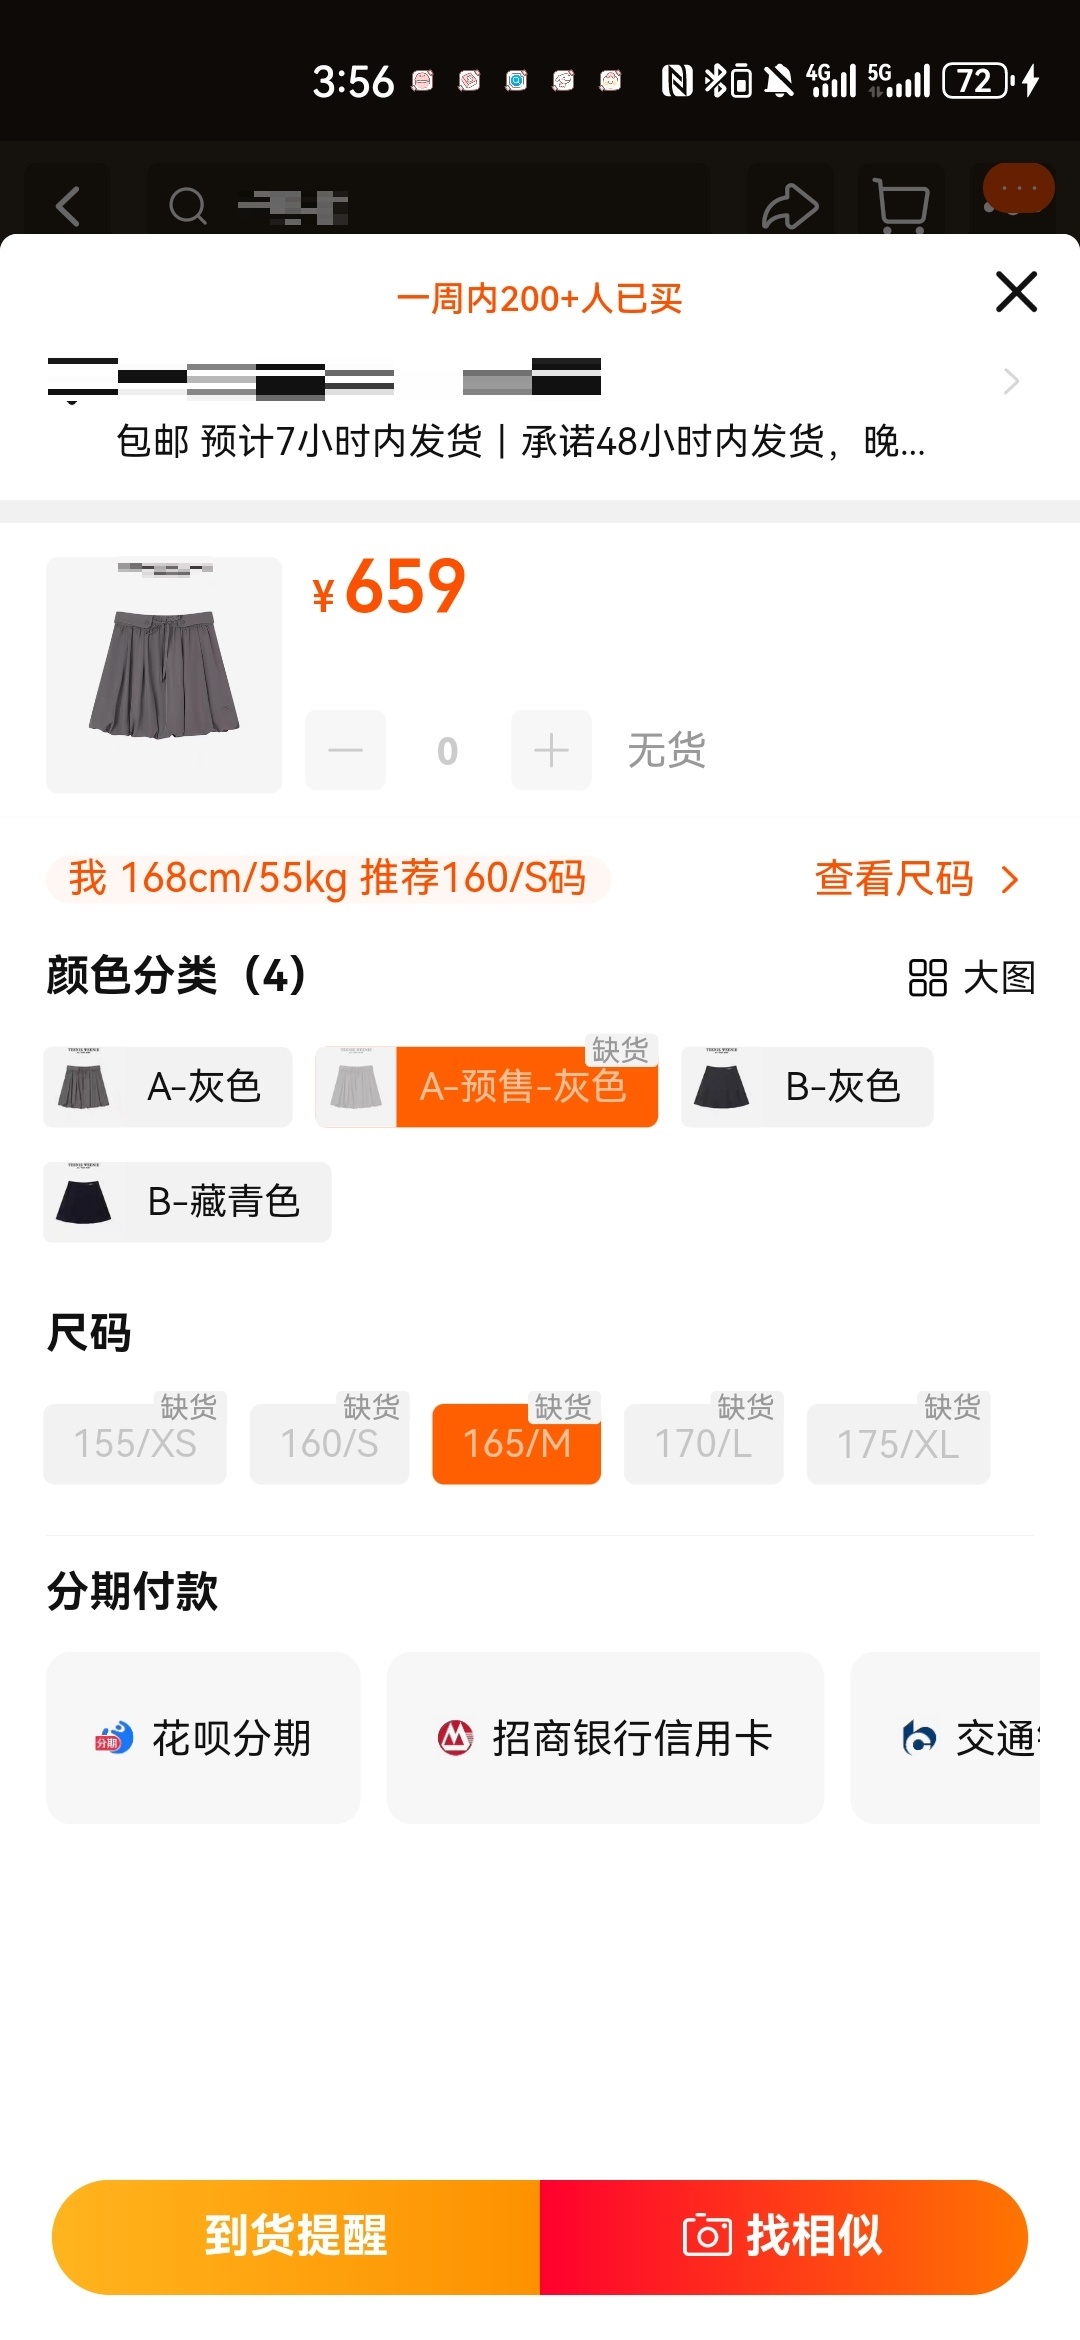 3:56
4G
5G
72
一周内200+人已买
包邮 预计7小时内发货 | 承诺48小时内发货，晚...
¥659
0
无货
我 168cm/55kg 推荐160/S码
查看尺码
颜色分类（4）
大图
A-灰色
缺货
A-预售-灰色
B-灰色
B-藏青色
尺码
缺货
155/XS
缺货
160/S
缺货
165/M
缺货
170/L
缺货
175/XL
分期付款
分期
花呗分期
招商银行信用卡
交通
到货提醒
找相似